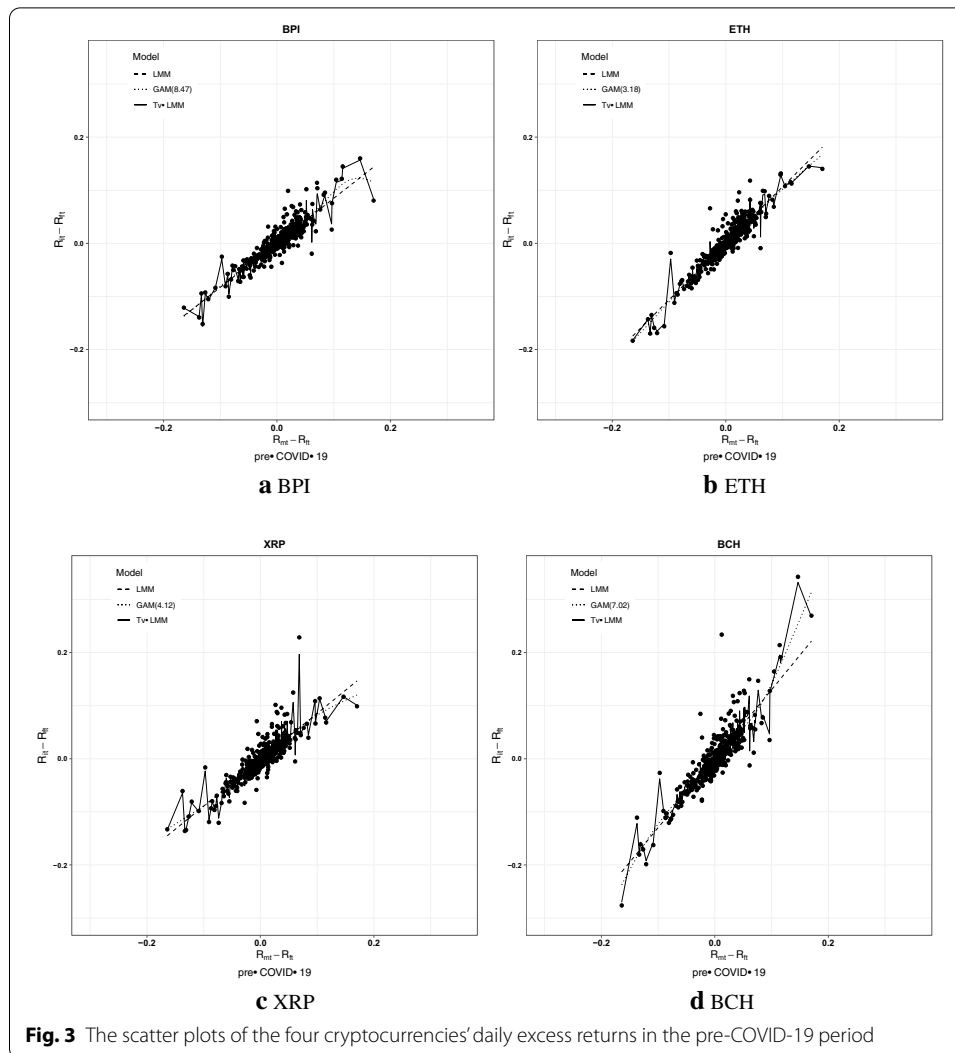 BPI
Model
LMM
GAM(8.47)
Tv• LMM
0.2
0.0
−0.2
R_it − R_ft
−0.2
0.0
0.2
R_mt − R_ft
pre• COVID• 19
a BPI
ETH
Model
LMM
GAM(3.18)
Tv• LMM
0.2
0.0
−0.2
R_it − R_ft
−0.2
0.0
0.2
R_mt − R_ft
pre• COVID• 19
b ETH
XRP
Model
LMM
GAM(4.12)
Tv• LMM
0.2
0.0
−0.2
R_it − R_ft
−0.2
0.0
0.2
R_mt − R_ft
pre• COVID• 19
c XRP
BCH
Model
LMM
GAM(7.02)
Tv• LMM
0.2
0.0
−0.2
R_it − R_ft
−0.2
0.0
0.2
R_mt − R_ft
pre• COVID• 19
d BCH
Fig. 3 The scatter plots of the four cryptocurrencies' daily excess returns in the pre-COVID-19 period